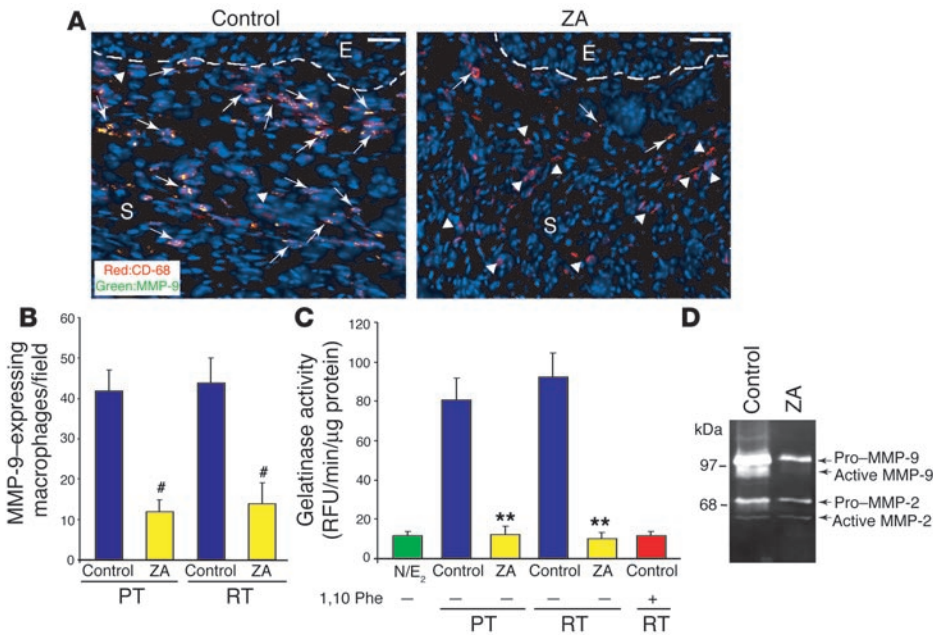 A
Control
ZA
E
E
S
S
Red:CD-68
Green:MMP-9
B
MMP-9–expressing
macrophages/field
60
50
40
30
20
10
0
#
#
Control ZA Control ZA
PT RT
C
Gelatinase activity
(RFU/min/µg protein)
120
100
80
60
40
20
0
**
**
N/E₂ Control ZA Control ZA Control
1,10 Phe – – – – – +
PT RT RT
D
Control
ZA
kDa
97
68
Pro–MMP-9
Active MMP-9
Pro–MMP-2
Active MMP-2